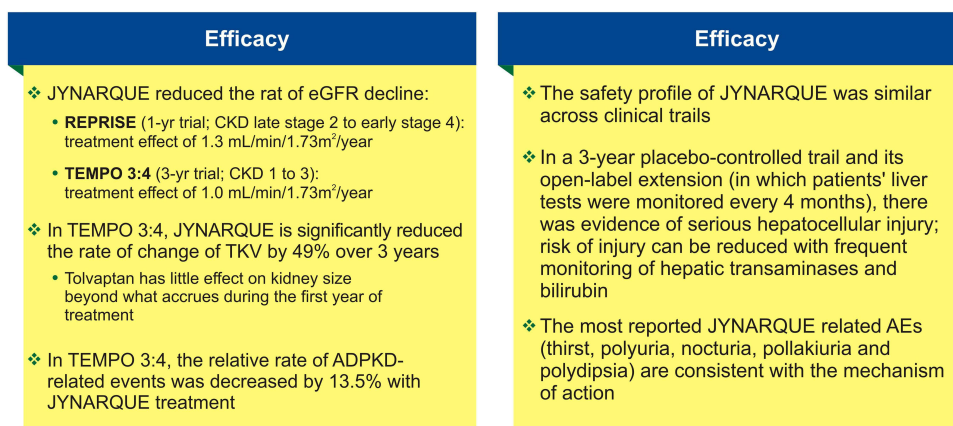 Efficacy
❖ JYNARQUE reduced the rat of eGFR decline:
• REPRISE (1-yr trial; CKD late stage 2 to early stage 4):
treatment effect of 1.3 mL/min/1.73m²/year
• TEMPO 3:4 (3-yr trial; CKD 1 to 3):
treatment effect of 1.0 mL/min/1.73m²/year
❖ In TEMPO 3:4, JYNARQUE is significantly reduced
the rate of change of TKV by 49% over 3 years
• Tolvaptan has little effect on kidney size
beyond what accrues during the first year of
treatment
❖ In TEMPO 3:4, the relative rate of ADPKD-
related events was decreased by 13.5% with
JYNARQUE treatment
Efficacy
❖ The safety profile of JYNARQUE was similar
across clinical trails
❖ In a 3-year placebo-controlled trail and its
open-label extension (in which patients' liver
tests were monitored every 4 months), there
was evidence of serious hepatocellular injury;
risk of injury can be reduced with frequent
monitoring of hepatic transaminases and
bilirubin
❖ The most reported JYNARQUE related AEs
(thirst, polyuria, nocturia, pollakiuria and
polydipsia) are consistent with the mechanism
of action